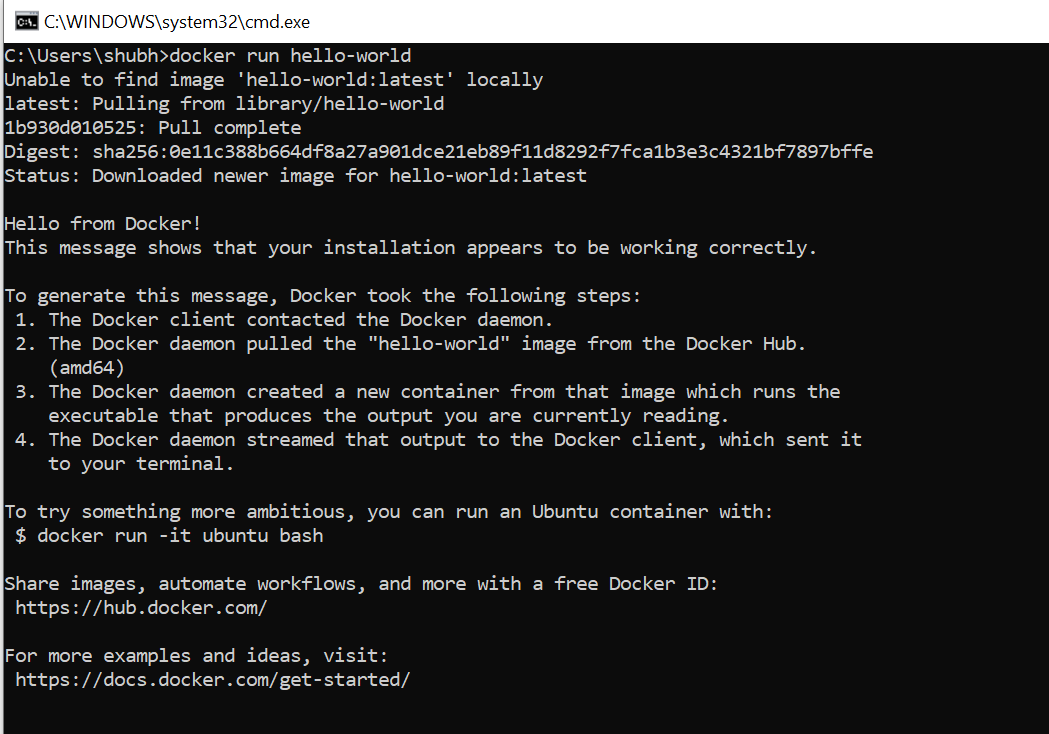 C:\WINDOWS\system32\cmd.exe
C:\Users\shubh>docker run hello-world
Unable to find image 'hello-world:latest' locally
latest: Pulling from library/hello-world
1b930d010525: Pull complete
Digest: sha256:0e11c388b664df8a27a901dce21eb89f11d8292f7fca1b3e3c4321bf7897bffe
Status: Downloaded newer image for hello-world:latest
Hello from Docker!
This message shows that your installation appears to be working correctly.
To generate this message, Docker took the following steps:
1. The Docker client contacted the Docker daemon.
2. The Docker daemon pulled the "hello-world" image from the Docker Hub.
(amd64)
3. The Docker daemon created a new container from that image which runs the
executable that produces the output you are currently reading.
4. The Docker daemon streamed that output to the Docker client, which sent it
to your terminal.
To try something more ambitious, you can run an Ubuntu container with:
$ docker run -it ubuntu bash
Share images, automate workflows, and more with a free Docker ID:
https://hub.docker.com/
For more examples and ideas, visit:
https://docs.docker.com/get-started/